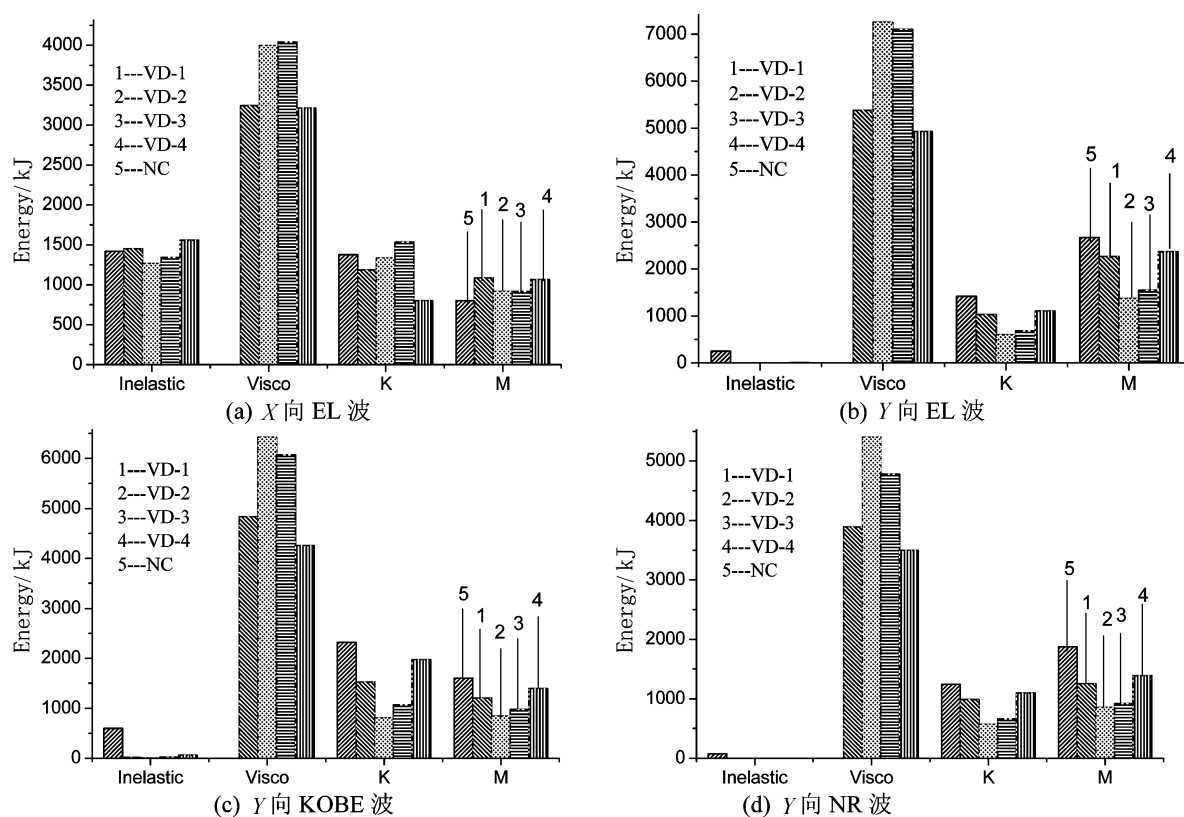 4000
3500
3000
2500
2000
1500
1000
500
0
Energy/kJ
1---VD-1
2---VD-2
3---VD-3
4---VD-4
5---NC
5 1 2 3 4
Inelastic Visco K M
(a) X向 EL 波
7000
6000
5000
4000
3000
2000
1000
0
Energy/kJ
1---VD-1
2---VD-2
3---VD-3
4---VD-4
5---NC
5 1 2 3 4
Inelastic Visco K M
(b) Y向 EL 波
6000
5000
4000
3000
2000
1000
0
Energy/kJ
1---VD-1
2---VD-2
3---VD-3
4---VD-4
5---NC
5 1 2 3 4
Inelastic Visco K M
(c) Y向 KOBE 波
5000
4000
3000
2000
1000
0
Energy/kJ
1---VD-1
2---VD-2
3---VD-3
4---VD-4
5---NC
5 1 2 3 4
Inelastic Visco K M
(d) Y向 NR 波